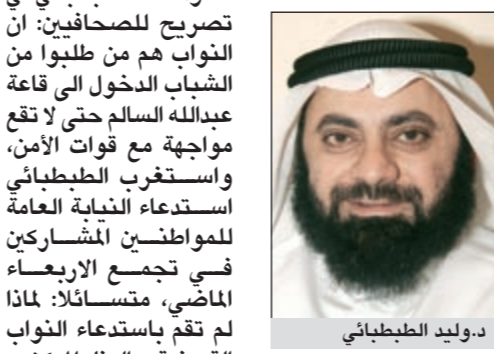 تصريح للصحافيين: ان
النواب هم من طلبوا من
الشباب الدخول الى قاعة
عبدالله السالم حتى لا تقع
مواجهة مع قوات الأمن،
واستغرب الطبطبائي
استدعاء النيابة العامة
للمواطنين المشاركين
في تجمع الاربعاء
الماضي، متسائلا: لماذا
لم تقم باستدعاء النواب
د.وليد الطبطبائي